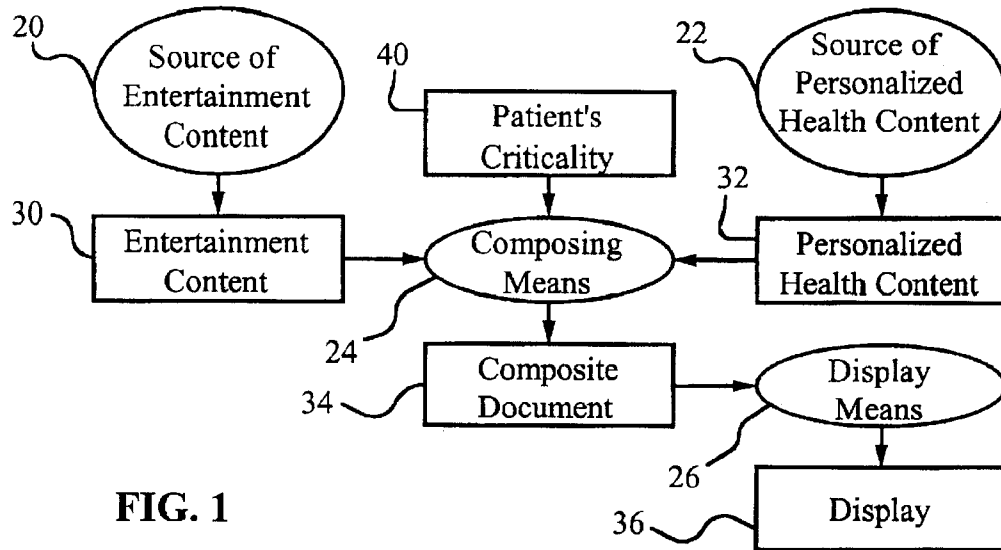 20
Source of
Entertainment
Content
40
Patient's
Criticality
22
Source of
Personalized
Health Content
30
Entertainment
Content
Composing
Means
24
32
Personalized
Health Content
34
Composite
Document
Display
Means
26
36
Display
FIG. 1